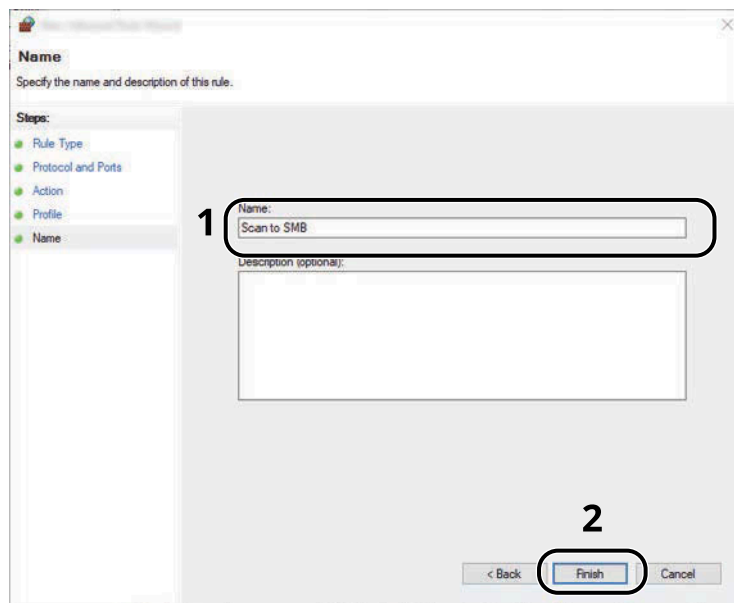 Name
Specify the name and description of this rule.
Steps:
Rule Type
Protocol and Ports
Action
Profile
Name
1
Name:
Scan to SMB
Description (optional):
2
< Back
Finish
Cancel